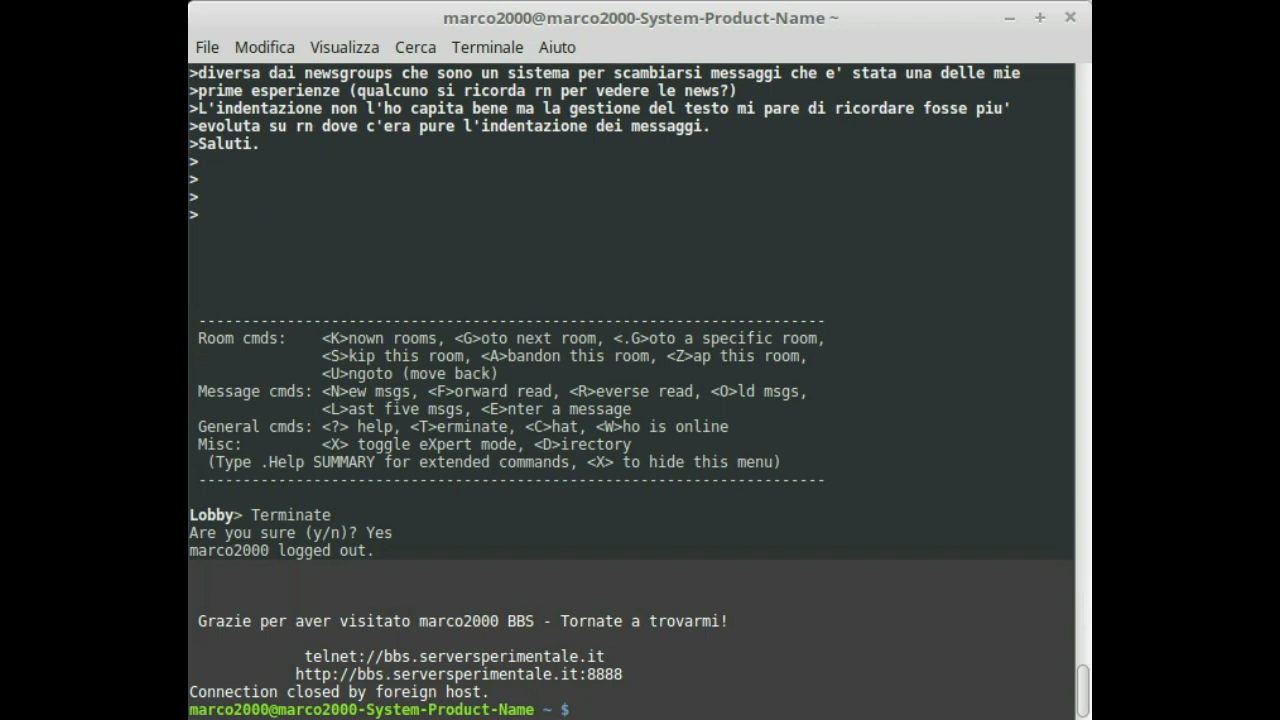 marco2000@marco2000-System-Product-Name ~
File Modifica Visualizza Cerca Terminale Aiuto
>diversa dai newsgroups che sono un sistema per scambiarsi messaggi che e' stata una delle mie
>prime esperienze (qualcuno si ricorda rn per vedere le news?)
>L'indentazione non l'ho capita bene ma la gestione del testo mi pare di ricordare fosse piu'
>evoluta su rn dove c'era pure l'indentazione dei messaggi.
>Saluti.
>
>
>
>
-----------------------------------------------------------------------
Room cmds: <K>nown rooms, <G>oto next room, <.G>oto a specific room,
<S>kip this room, <A>bandon this room, <Z>ap this room,
<U>ngoto (move back)
Message cmds: <N>ew msgs, <F>orward read, <R>everse read, <O>ld msgs,
<L>ast five msgs, <E>nter a message
General cmds: <?> help, <T>erminate, <C>hat, <W>ho is online
Misc: <X> toggle eXpert mode, <D>irectory
(Type .Help SUMMARY for extended commands, <X> to hide this menu)
-----------------------------------------------------------------------
Lobby> Terminate
Are you sure (y/n)? Yes
marco2000 logged out.
Grazie per aver visitato marco2000 BBS - Tornate a trovarmi!
telnet://bbs.serversperimentale.it
http://bbs.serversperimentale.it:8888
Connection closed by foreign host.
marco2000@marco2000-System-Product-Name ~ $